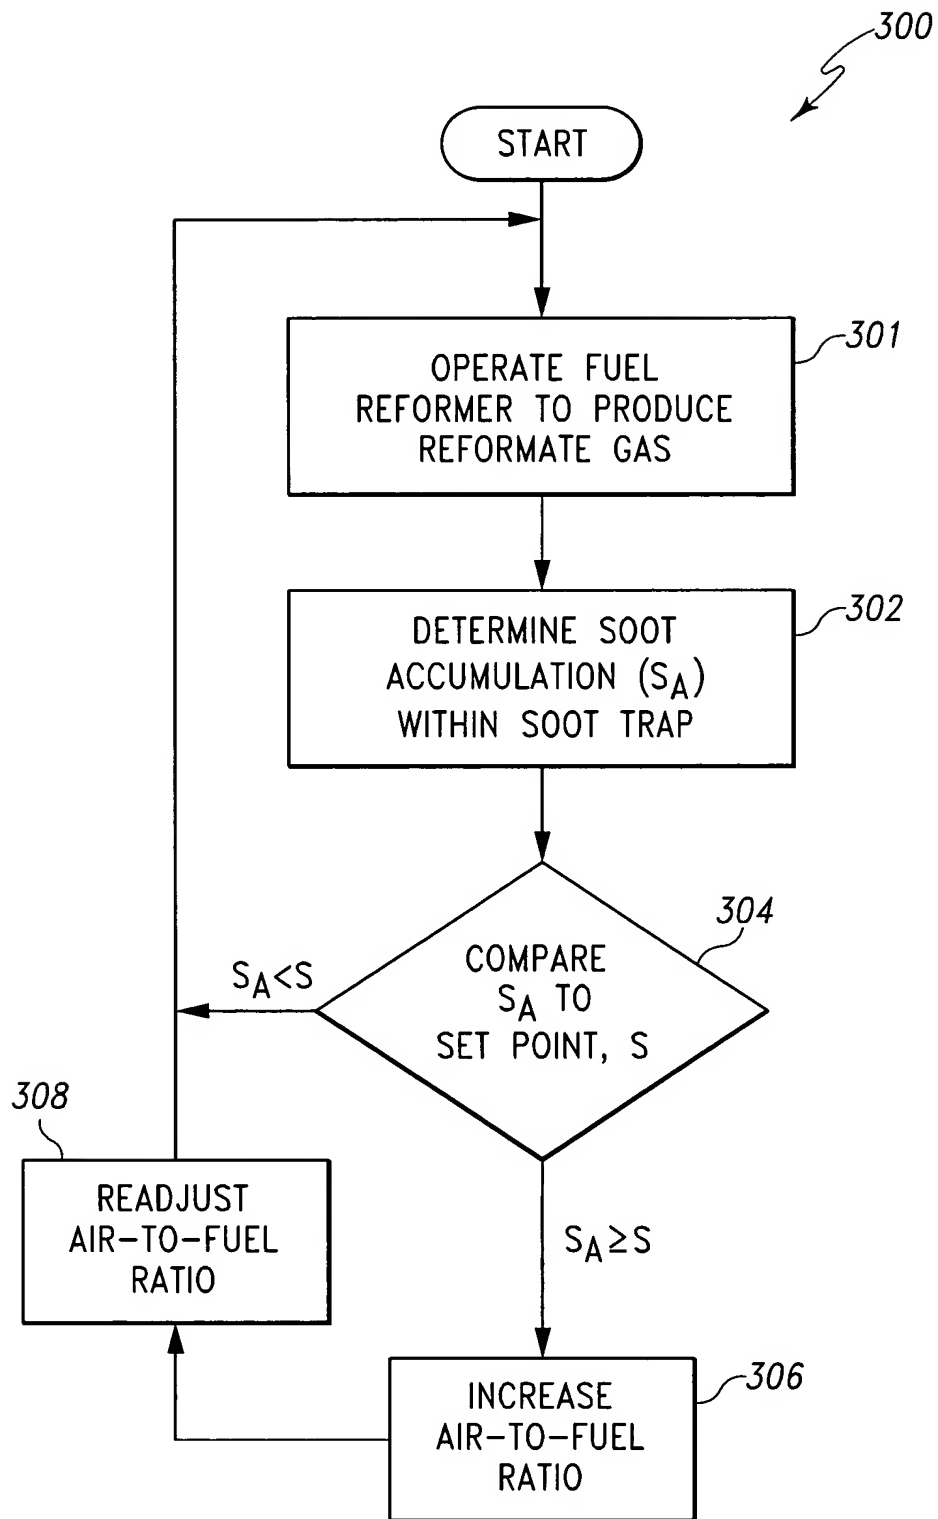 300
START
301
OPERATE FUEL
REFORMER TO PRODUCE
REFORMATE GAS
302
DETERMINE SOOT
ACCUMULATION (SA)
WITHIN SOOT TRAP
304
COMPARE
SA TO
SET POINT, S
SA<S
308
READJUST
AIR-TO-FUEL
RATIO
SA≥S
306
INCREASE
AIR-TO-FUEL
RATIO